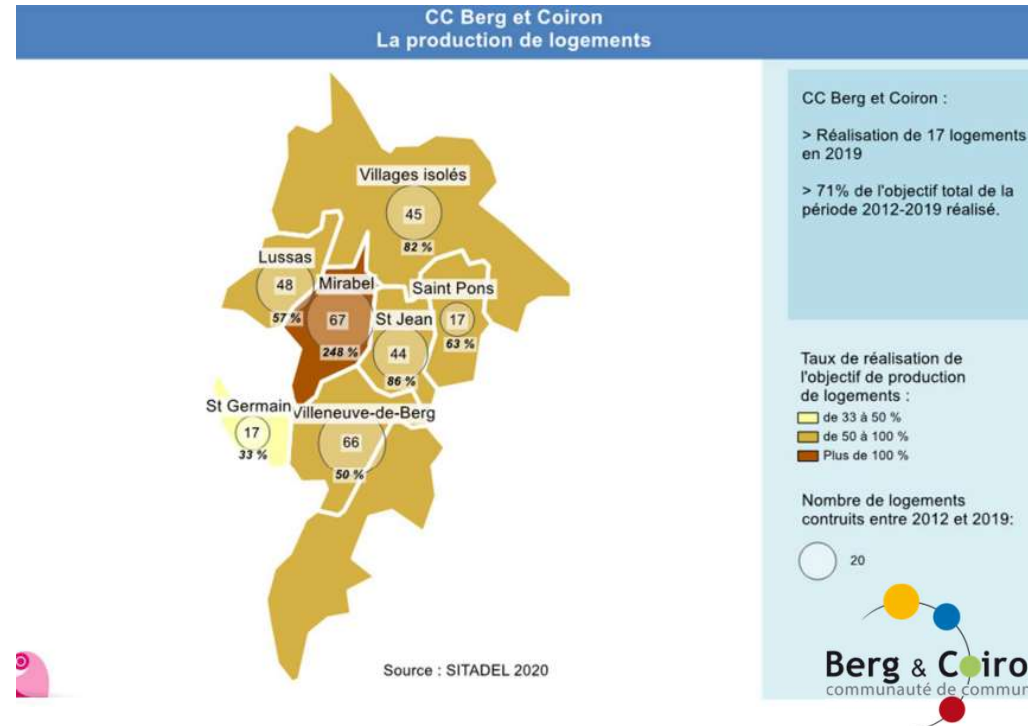 CC Berg et Coiron
La production de logements
Villages isolés
45
82 %
Lussas
48
57 %
Mirabel
67
248 %
Saint Pons
17
63 %
St Jean
44
86 %
St Germain
17
33 %
Villeneuve-de-Berg
66
50 %
Source : SITADEL 2020
CC Berg et Coiron :
> Réalisation de 17 logements
en 2019
> 71% de l'objectif total de la
période 2012-2019 réalisé.
Taux de réalisation de
l'objectif de production
de logements :
de 33 à 50 %
de 50 à 100 %
Plus de 100 %
Nombre de logements
contruits entre 2012 et 2019:
20
Berg & Coiro
communauté de commun